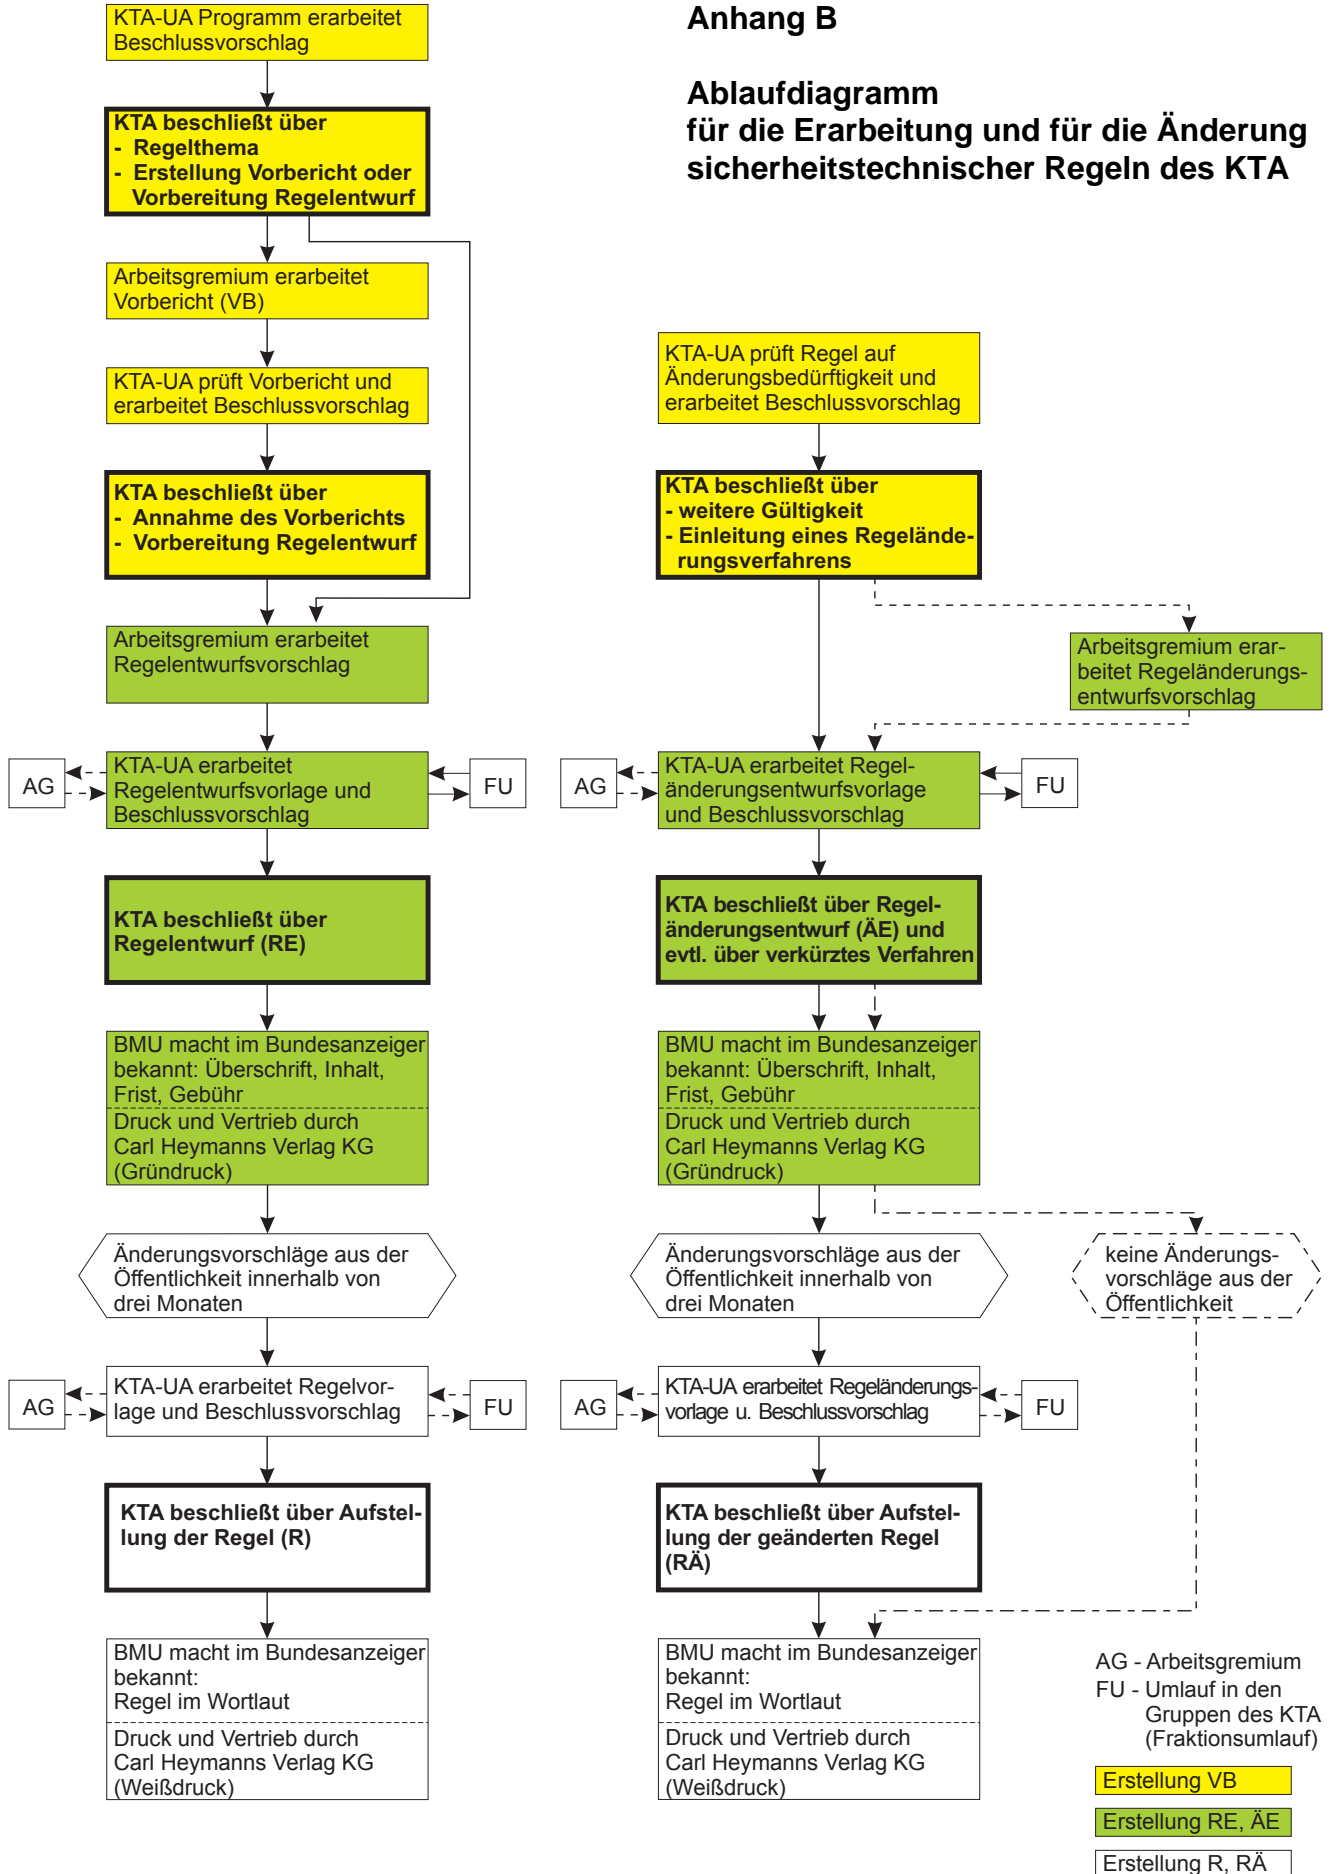 Anhang B
Ablaufdiagramm
für die Erarbeitung und für die Änderung
sicherheitstechnischer Regeln des KTA
KTA-UA Programm erarbeitet
Beschlussvorschlag
KTA beschließt über
- Regelthema
- Erstellung Vorbericht oder
Vorbereitung Regelentwurf
Arbeitsgremium erarbeitet
Vorbericht (VB)
KTA-UA prüft Vorbericht und
erarbeitet Beschlussvorschlag
KTA beschließt über
- Annahme des Vorberichts
- Vorbereitung Regelentwurf
Arbeitsgremium erarbeitet
Regelentwurfsvorschlag
AG
KTA-UA erarbeitet
Regelentwurfsvorlage und
Beschlussvorschlag
FU
KTA beschließt über
Regelentwurf (RE)
BMU macht im Bundesanzeiger
bekannt: Überschrift, Inhalt,
Frist, Gebühr
Druck und Vertrieb durch
Carl Heymanns Verlag KG
(Gründruck)
Änderungsvorschläge aus der
Öffentlichkeit innerhalb von
drei Monaten
AG
KTA-UA erarbeitet Regelvor-
lage und Beschlussvorschlag
FU
KTA beschließt über Aufstel-
lung der Regel (R)
BMU macht im Bundesanzeiger
bekannt:
Regel im Wortlaut
Druck und Vertrieb durch
Carl Heymanns Verlag KG
(Weißdruck)
KTA-UA prüft Regel auf
Änderungsbedürftigkeit und
erarbeitet Beschlussvorschlag
KTA beschließt über
- weitere Gültigkeit
- Einleitung eines Regelände-
rungsverfahrens
Arbeitsgremium erar-
beitet Regeländerungs-
entwurfsvorschlag
AG
KTA-UA erarbeitet Regel-
änderungsentwurfsvorlage
und Beschlussvorschlag
FU
KTA beschließt über Regel-
änderungsentwurf (ÄE) und
evtl. über verkürztes Verfahren
BMU macht im Bundesanzeiger
bekannt: Überschrift, Inhalt,
Frist, Gebühr
Druck und Vertrieb durch
Carl Heymanns Verlag KG
(Gründruck)
Änderungsvorschläge aus der
Öffentlichkeit innerhalb von
drei Monaten
keine Änderungs-
vorschläge aus der
Öffentlichkeit
AG
KTA-UA erarbeitet Regeländerungs-
vorlage u. Beschlussvorschlag
FU
KTA beschließt über Aufstel-
lung der geänderten Regel
(RÄ)
BMU macht im Bundesanzeiger
bekannt:
Regel im Wortlaut
Druck und Vertrieb durch
Carl Heymanns Verlag KG
(Weißdruck)
AG - Arbeitsgremium
FU - Umlauf in den
Gruppen des KTA
(Fraktionsumlauf)
Erstellung VB
Erstellung RE, ÄE
Erstellung R, RÄ